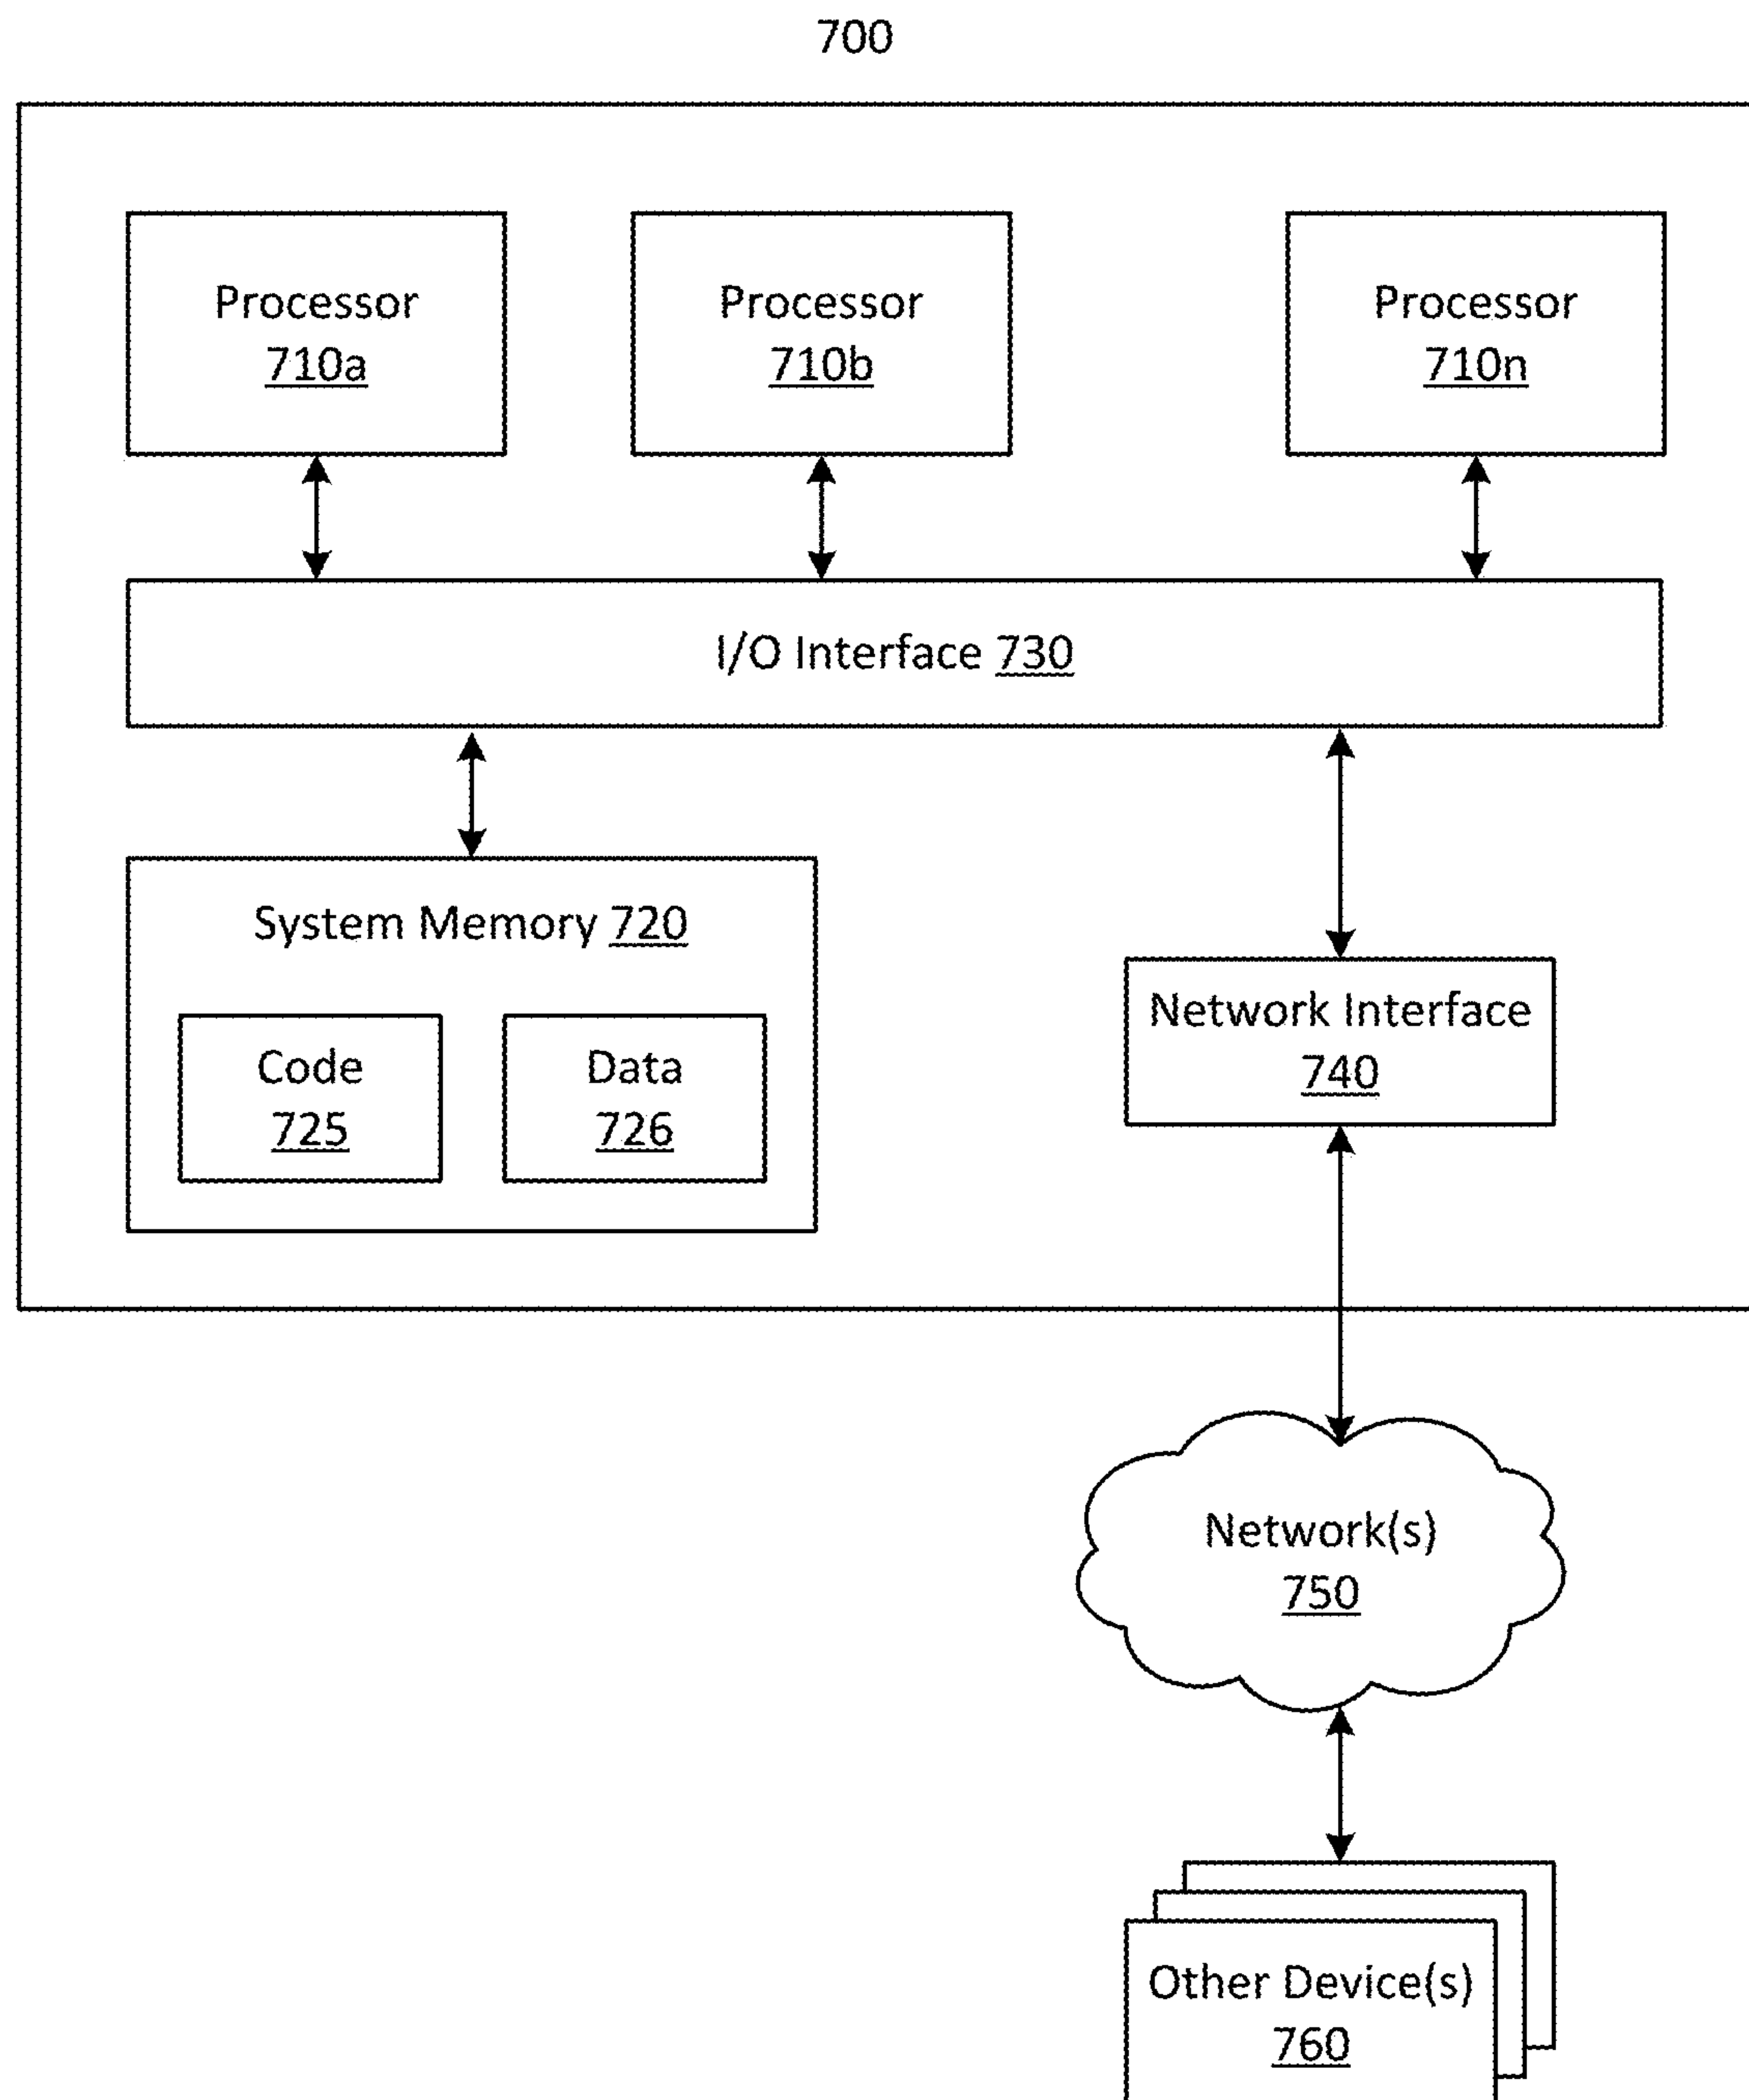 700
Processor
710a
Processor
710b
Processor
710n
I/O Interface 730
System Memory 720
Code
725
Data
726
Network Interface
740
Network(s)
750
Other Device(s)
760